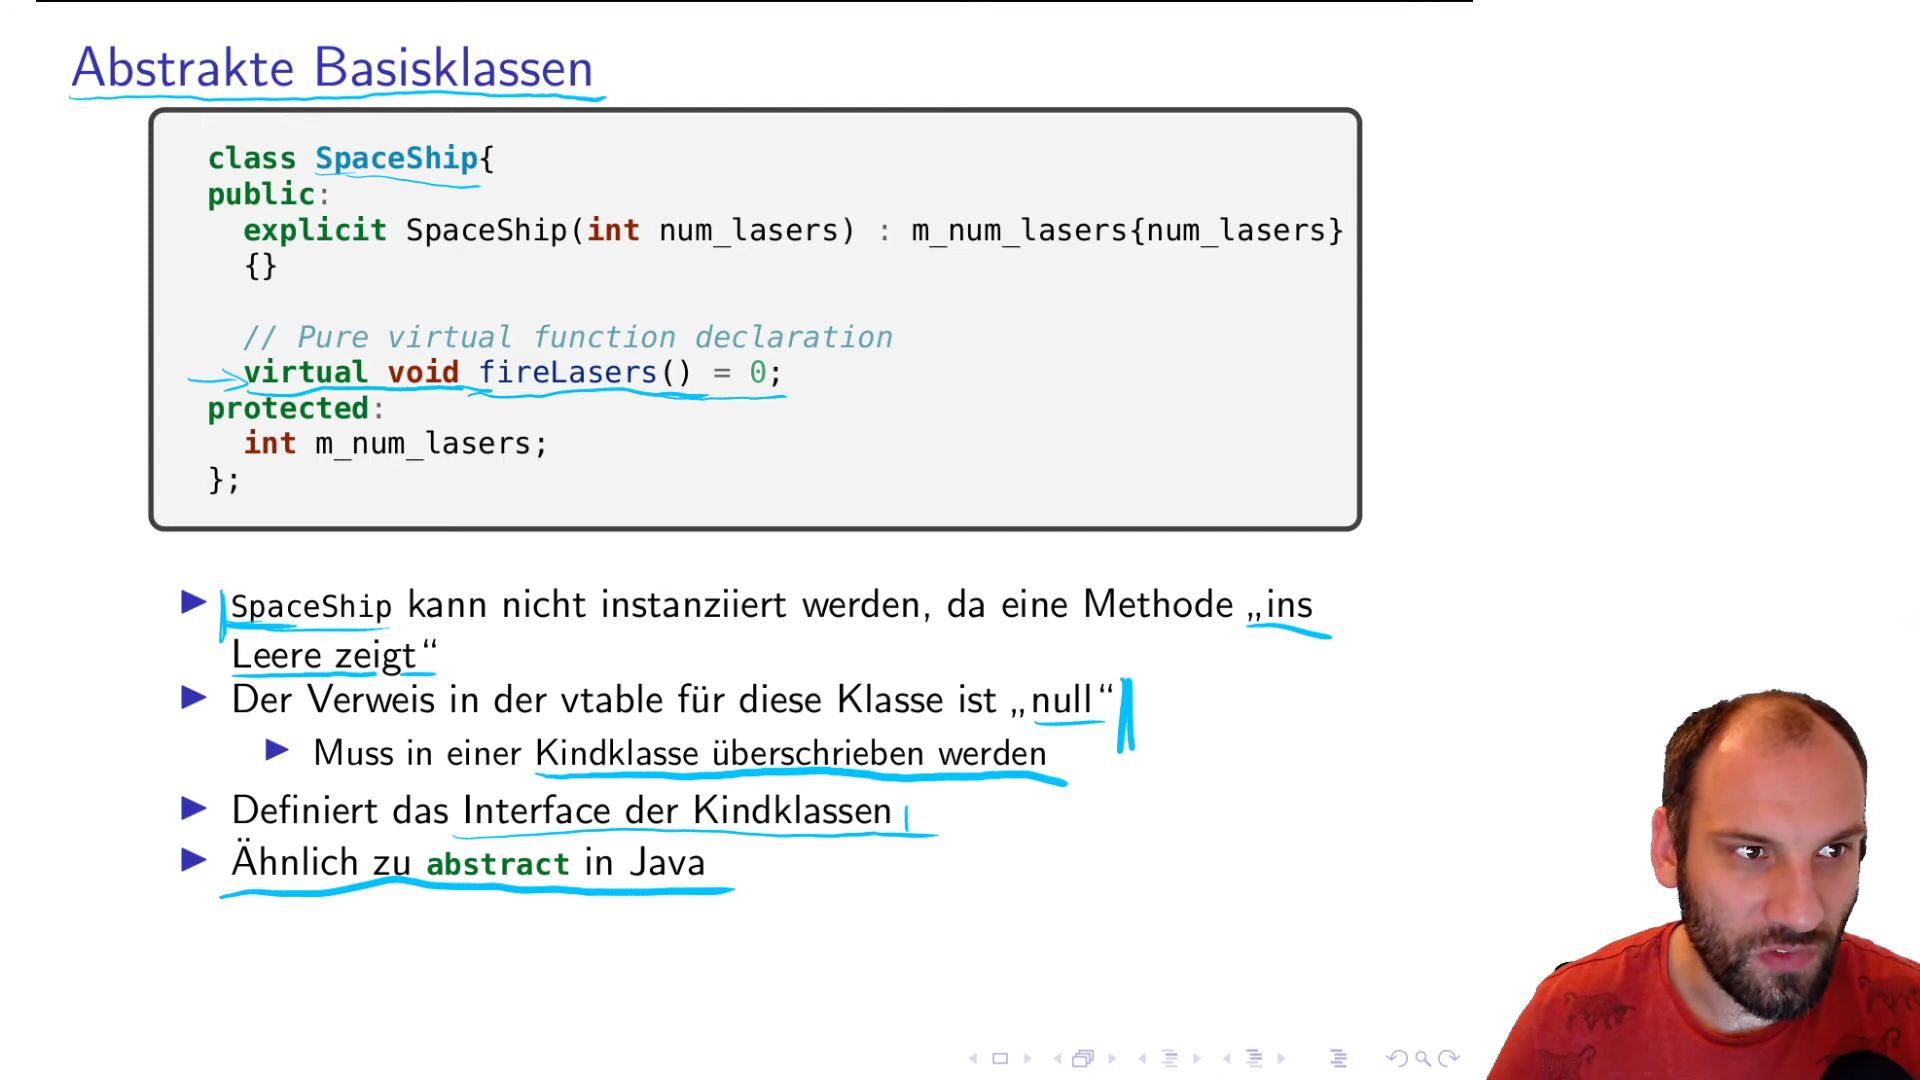 Abstrakte Basisklassen
class SpaceShip{
public:
explicit SpaceShip(int num_lasers) : m_num_lasers{num_lasers}
{}
// Pure virtual function declaration
virtual void fireLasers() = 0;
protected:
int m_num_lasers;
};
SpaceShip kann nicht instanziiert werden, da eine Methode „ins
Leere zeigt“
Der Verweis in der vtable für diese Klasse ist „null“
Muss in einer Kindklasse überschrieben werden
Definiert das Interface der Kindklassen
Ähnlich zu abstract in Java